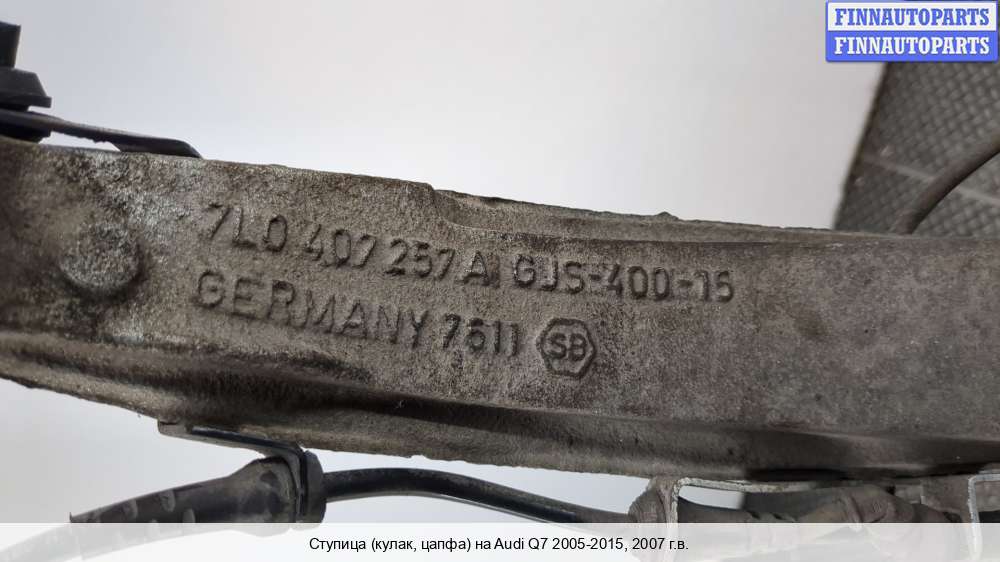 FINNAUTOPARTS
FINNAUTOPARTS
7L0 407 257 A GJS-400-15
GERMANY 7611 SB
Ступица (кулак, цапфа) на Audi Q7 2005-2015, 2007 г.в.